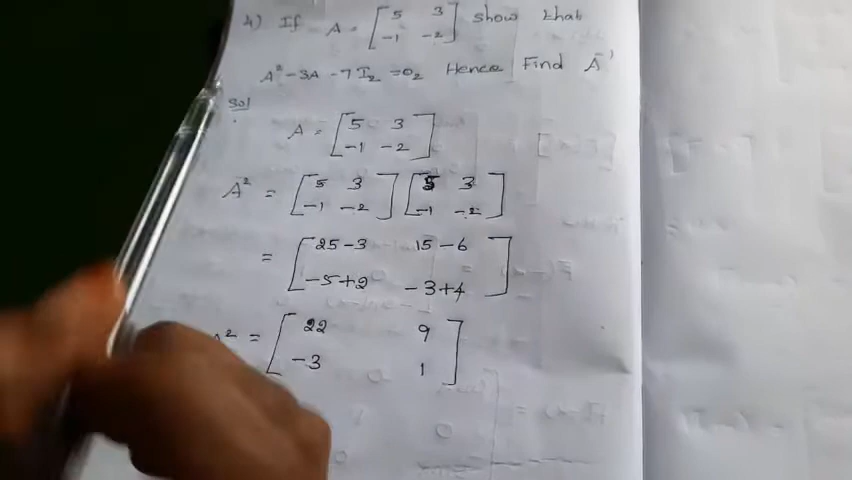 4) If A = [ 5 3 -1 -2 ] show that
A² - 3A - 7I₂ = O₂ Hence Find A⁻¹
Sol
A = [ 5 3 -1 -2 ]
A² = [ 5 3 -1 -2 ] [ 5 3 -1 -2 ]
= [ 25-3 15-6 -5+2 -3+4 ]
A² = [ 22 9 -3 1 ]